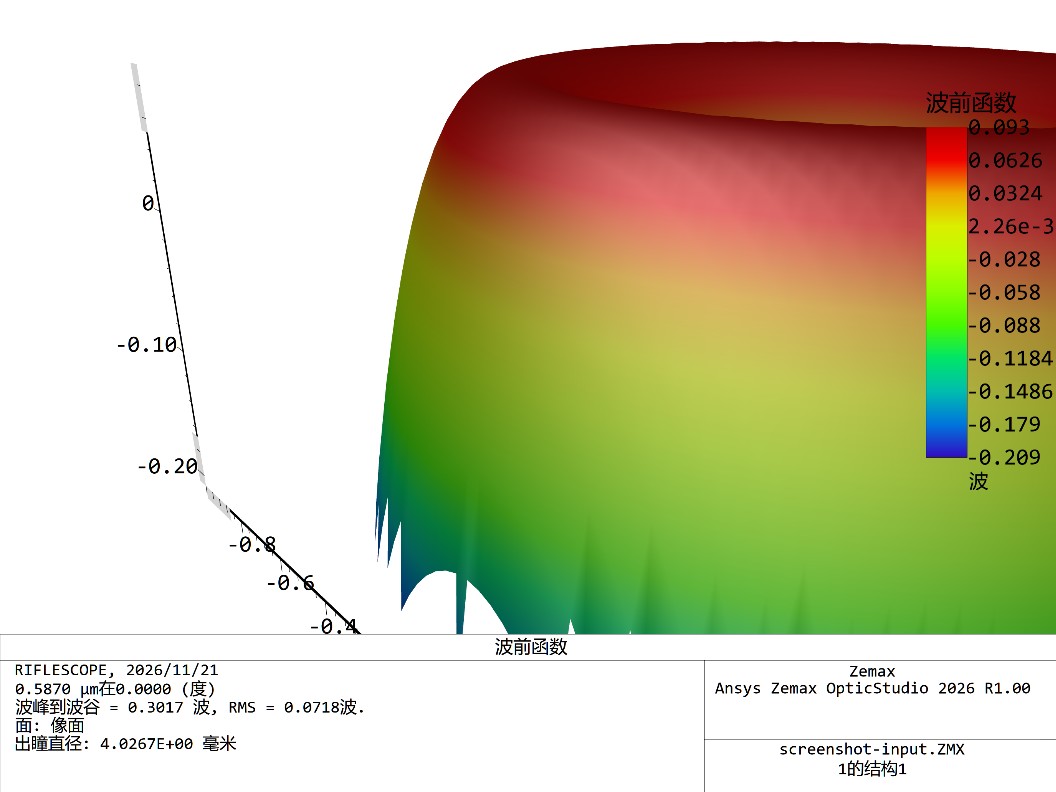 波前函数
0.093
0.0626
0.0324
2.26e-3
-0.028
-0.058
-0.088
-0.1184
-0.1486
-0.179
-0.209
波
0
-0.10
-0.20
-0.8
-0.6
-0.4
波前函数
RIFLESCOPE, 2026/11/21
0.5870 µm在0.0000 (度)
波峰到波谷 = 0.3017 波, RMS = 0.0718波.
面: 像面
出瞳直径: 4.0267E+00 毫米
Zemax
Ansys Zemax OpticStudio 2026 R1.00
screenshot-input.ZMX
1的结构1